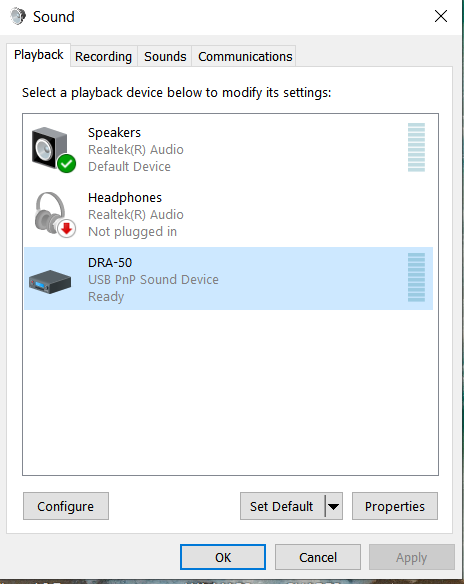 Sound
Playback Recording Sounds Communications
Select a playback device below to modify its settings:
Speakers
Realtek(R) Audio
Default Device
Headphones
Realtek(R) Audio
Not plugged in
DRA-50
USB PnP Sound Device
Ready
Configure Set Default Properties
OK Cancel Apply